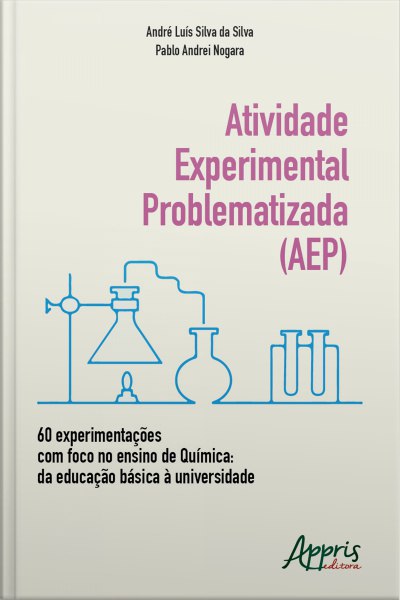 André Luís Silva da Silva
Pablo Andrei Nogara
Atividade
Experimental
Problematizada
(AEP)
60 experimentações
com foco no ensino de Química:
da educação básica à universidade
Appris
editora